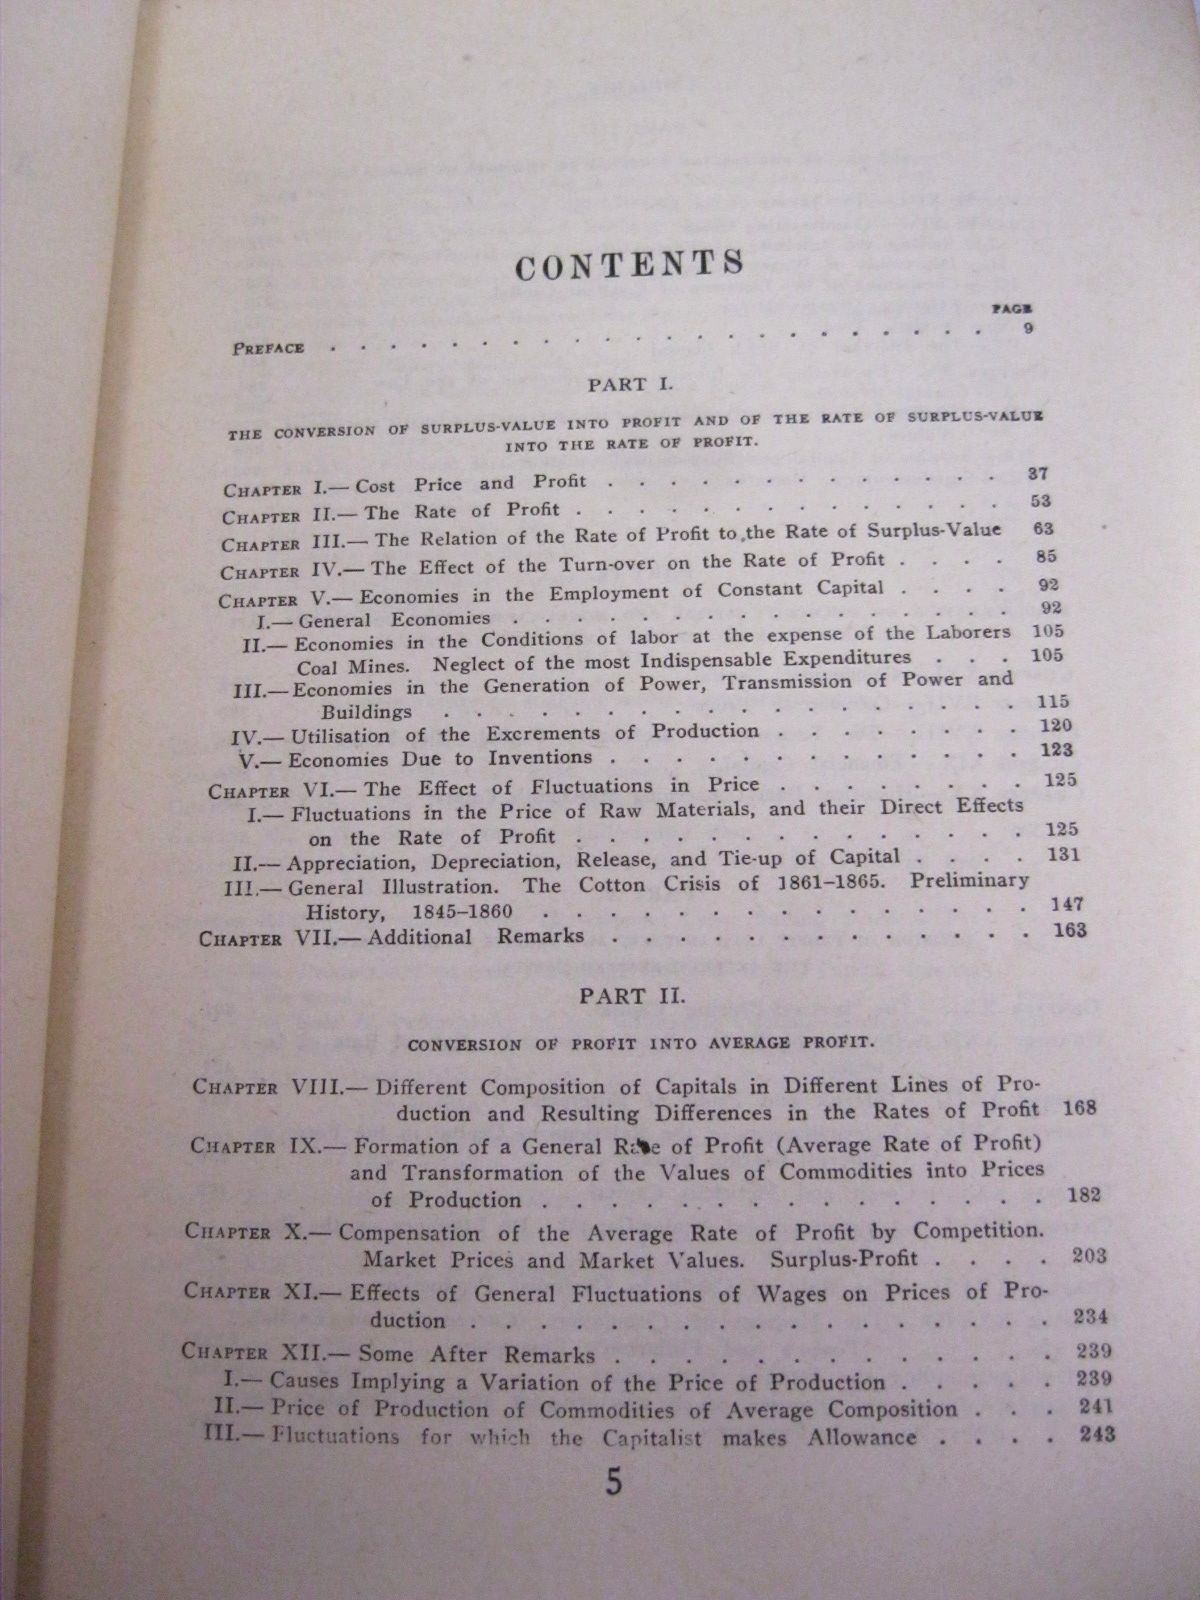 CONTENTS
PAGE
PREFACE . . . . . . . . . . . . . . . . . . . . . . 9
PART I.
THE CONVERSION OF SURPLUS-VALUE INTO PROFIT AND OF THE RATE OF SURPLUS-VALUE
INTO THE RATE OF PROFIT.
CHAPTER I.— Cost Price and Profit . . . . . . . . . . . . . 37
CHAPTER II.— The Rate of Profit . . . . . . . . . . . . . . 53
CHAPTER III.— The Relation of the Rate of Profit to the Rate of Surplus-Value 63
CHAPTER IV.— The Effect of the Turn-over on the Rate of Profit . . . . 85
CHAPTER V.— Economies in the Employment of Constant Capital . . . . 92
I.— General Economies . . . . . . . . . . . . . . . . 92
II.— Economies in the Conditions of labor at the expense of the Laborers 105
Coal Mines. Neglect of the most Indispensable Expenditures . . . 105
III.— Economies in the Generation of Power, Transmission of Power and
Buildings . . . . . . . . . . . . . . . . . . 115
IV.— Utilisation of the Excrements of Production . . . . . . . . 120
V.— Economies Due to Inventions . . . . . . . . . . . . . 123
CHAPTER VI.— The Effect of Fluctuations in Price . . . . . . . . 125
I.— Fluctuations in the Price of Raw Materials, and their Direct Effects
on the Rate of Profit . . . . . . . . . . . . . . 125
II.— Appreciation, Depreciation, Release, and Tie-up of Capital . . . . 131
III.— General Illustration. The Cotton Crisis of 1861–1865. Preliminary
History, 1845–1860 . . . . . . . . . . . . . . . 147
CHAPTER VII.— Additional Remarks . . . . . . . . . . . . . 163
PART II.
CONVERSION OF PROFIT INTO AVERAGE PROFIT.
CHAPTER VIII.— Different Composition of Capitals in Different Lines of Pro-
duction and Resulting Differences in the Rates of Profit 168
CHAPTER IX.— Formation of a General Rate of Profit (Average Rate of Profit)
and Transformation of the Values of Commodities into Prices
of Production . . . . . . . . . . . . . . . 182
CHAPTER X.— Compensation of the Average Rate of Profit by Competition.
Market Prices and Market Values. Surplus-Profit . . . . 203
CHAPTER XI.— Effects of General Fluctuations of Wages on Prices of Pro-
duction . . . . . . . . . . . . . . . . . 234
CHAPTER XII.— Some After Remarks . . . . . . . . . . . . . 239
I.— Causes Implying a Variation of the Price of Production . . . . . 239
II.— Price of Production of Commodities of Average Composition . . . 241
III.— Fluctuations for which the Capitalist makes Allowance . . . . 243
5